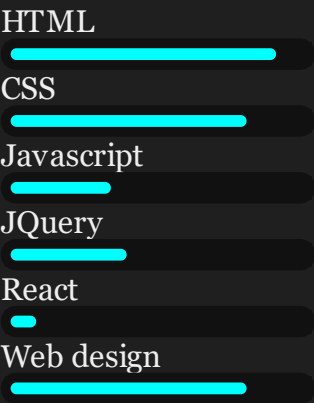 HTML
CSS
Javascript
JQuery
React
Web design